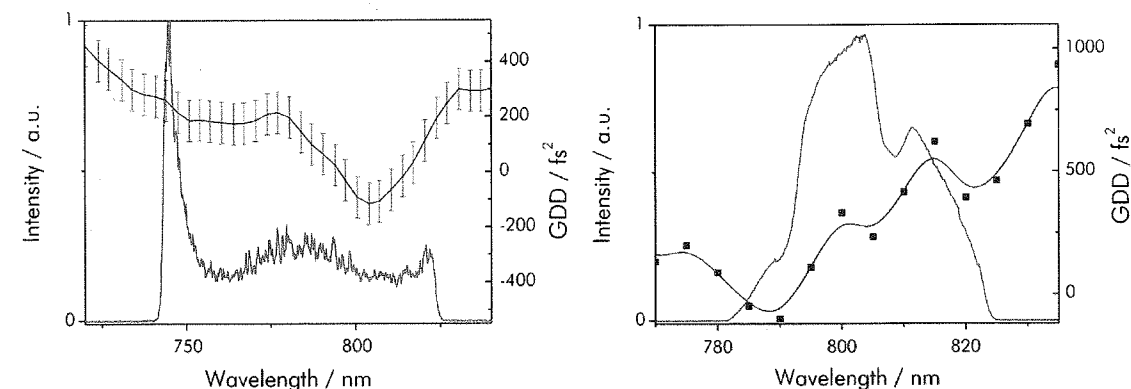 1
Intensity / a.u.
0
750
800
Wavelength / nm
400
200
0
-200
-400
GDD / fs²
1
Intensity / a.u.
0
780
800
820
Wavelength / nm
1000
500
0
GDD / fs²